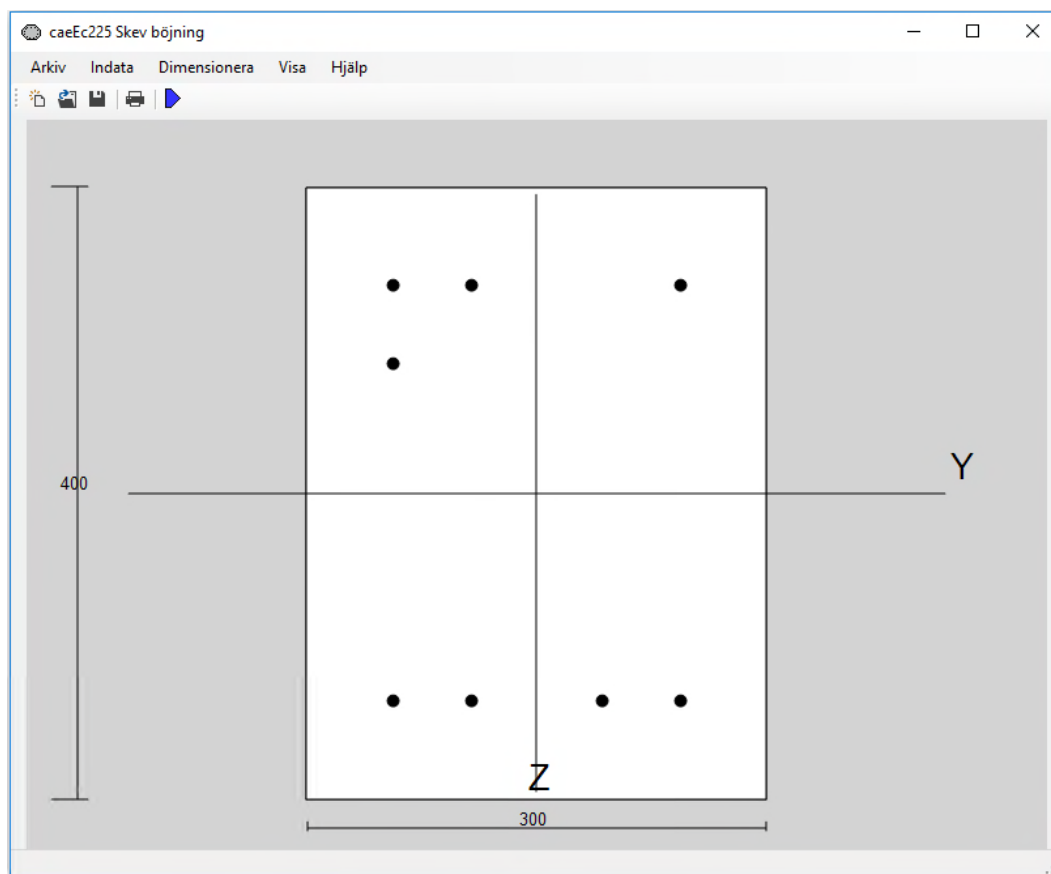 caeEc225 Skev böjning
Arkiv Indata Dimensionera Visa Hjälp
Y
400
Z
300